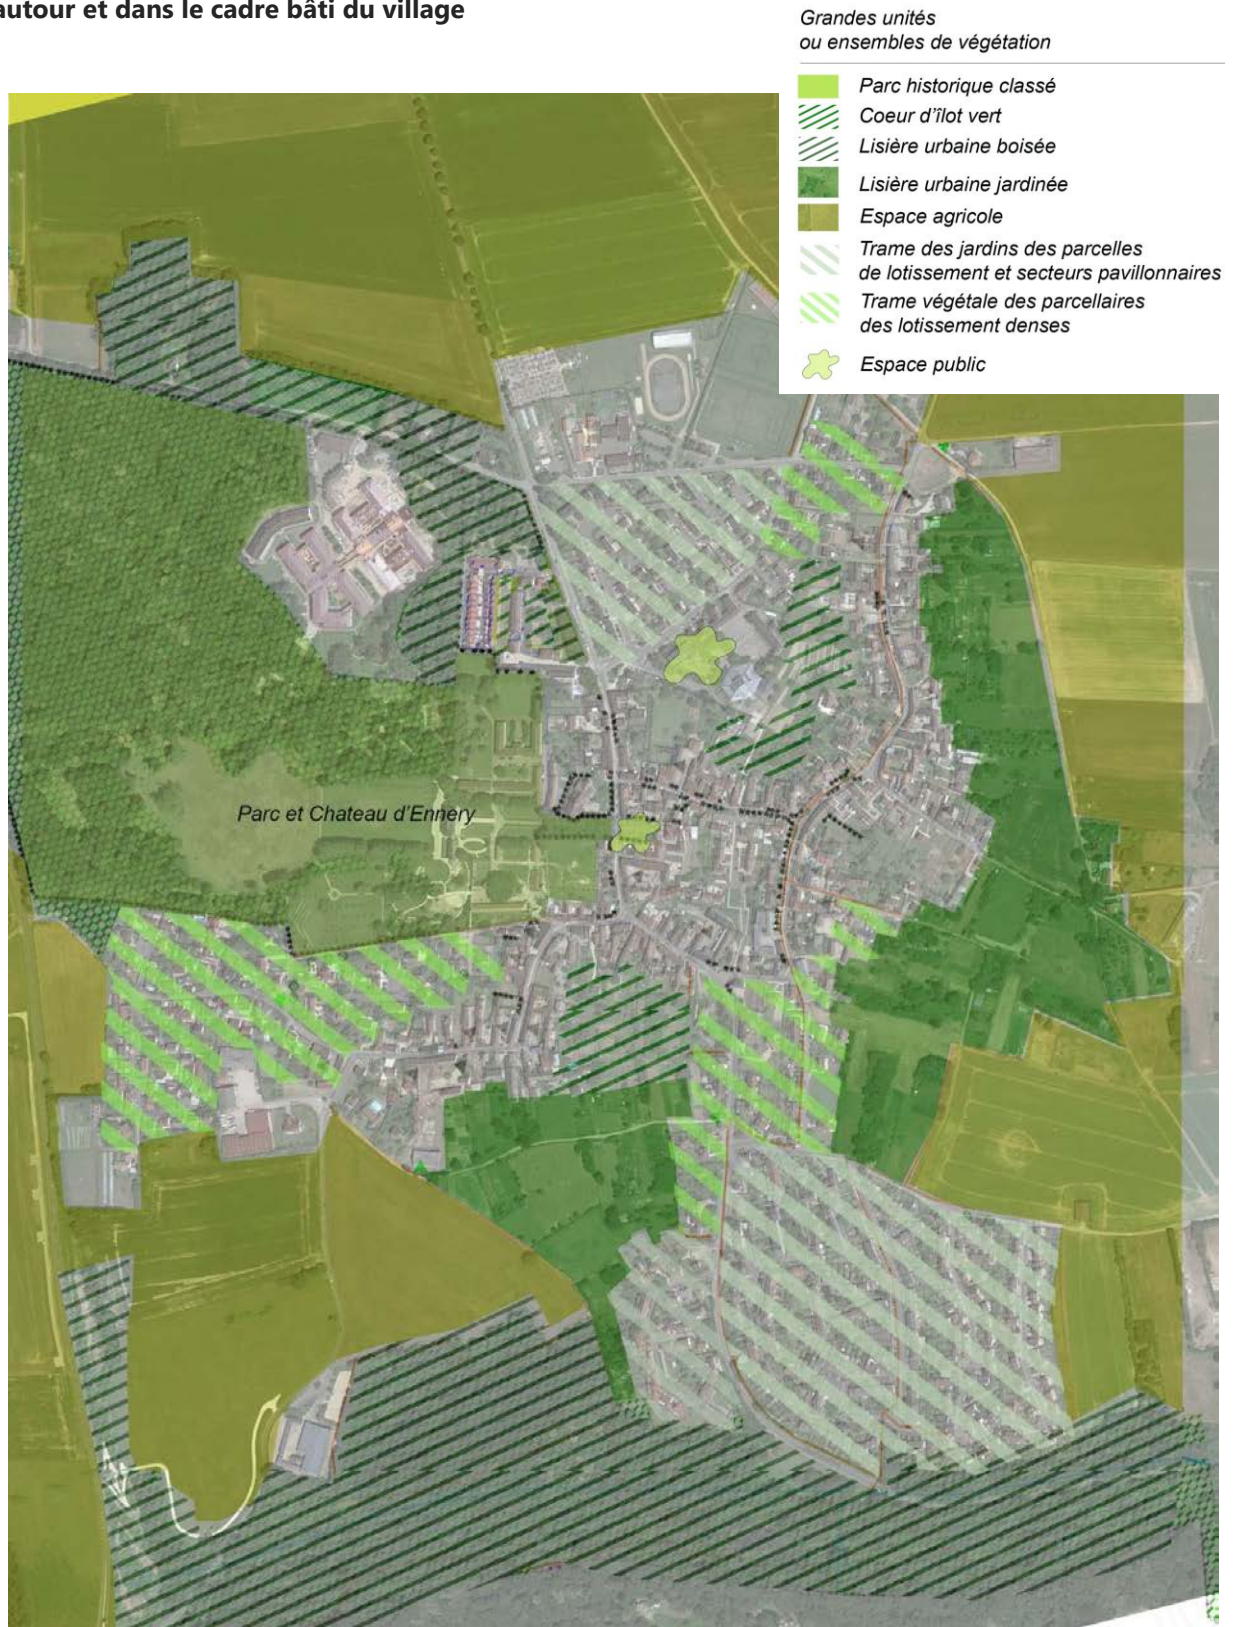 autour et dans le cadre bâti du village
Grandes unités
ou ensembles de végétation
Parc historique classé
Coeur d'îlot vert
Lisière urbaine boisée
Lisière urbaine jardinée
Espace agricole
Trame des jardins des parcelles
de lotissement et secteurs pavillonnaires
Trame végétale des parcellaires
des lotissement denses
Espace public
Parc et Chateau d'Ennery